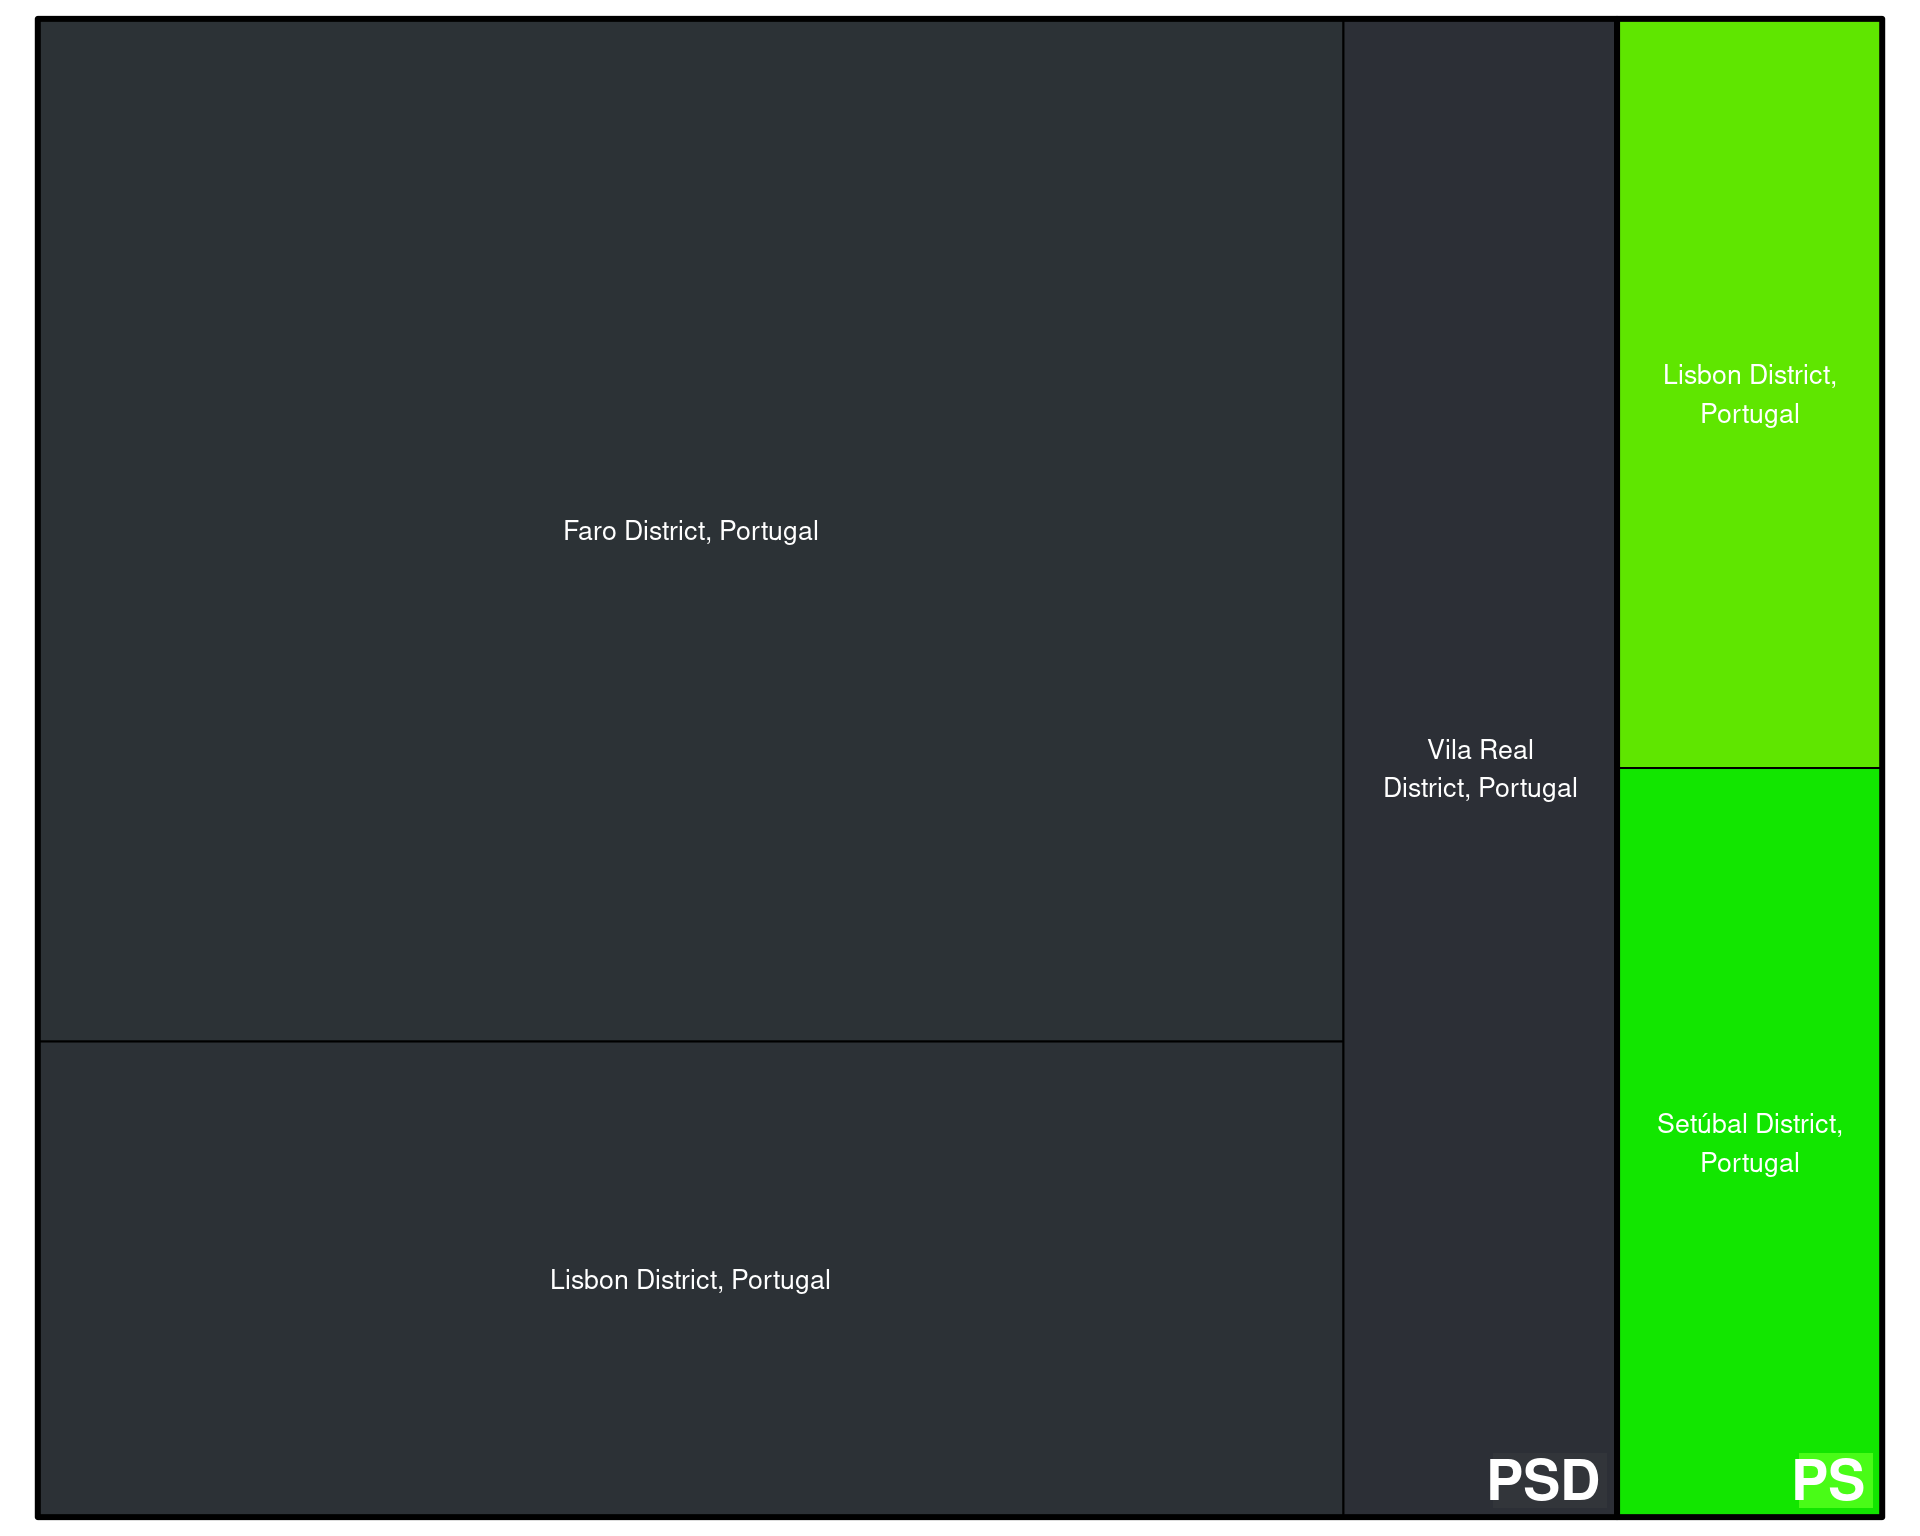 Faro District, Portugal
Lisbon District, Portugal
Vila Real
District, Portugal
PSD
Lisbon District,
Portugal
Setúbal District,
Portugal
PS